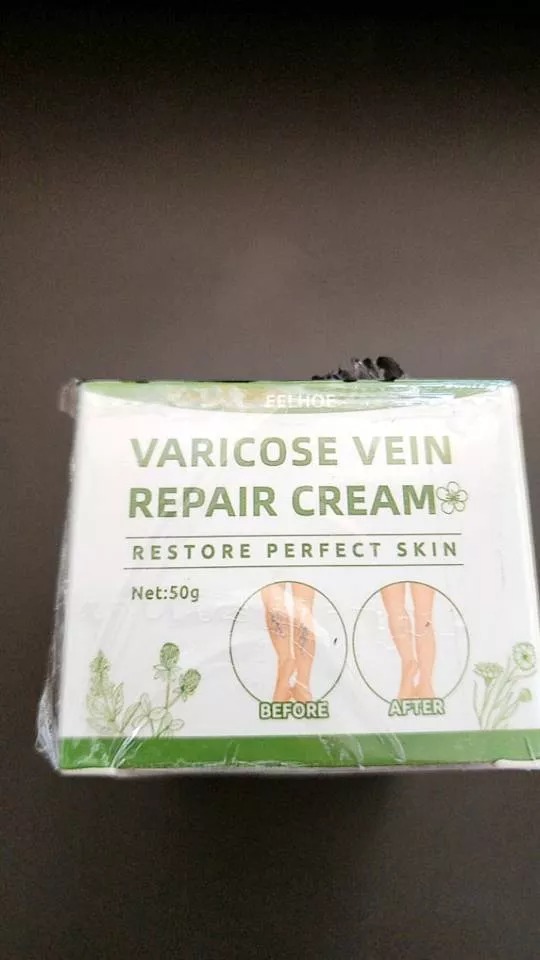 EELHOE
VARICOSE VEIN
REPAIR CREAM
RESTORE PERFECT SKIN
Net:50g
BEFORE
AFTER